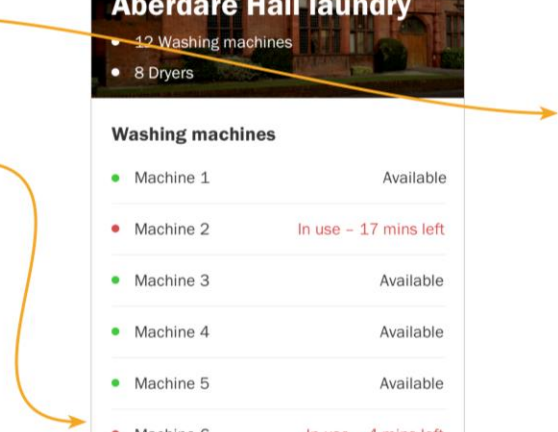 Aberdare Hall laundry
12 Washing machines
8 Dryers
Washing machines
Machine 1 Available
Machine 2 In use – 17 mins left
Machine 3 Available
Machine 4 Available
Machine 5 Available